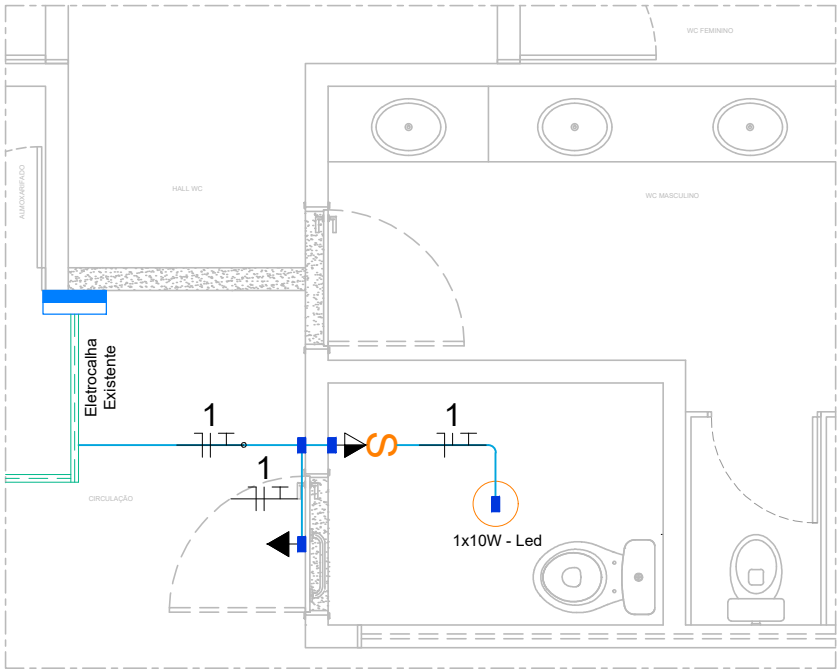 WC FEMININO
ALMOXARIFADO
HALL WC
WC MASCULINO
Eletrocalha
Existente
1
S
1
1
CIRCULAÇÃO
1x10W - Led